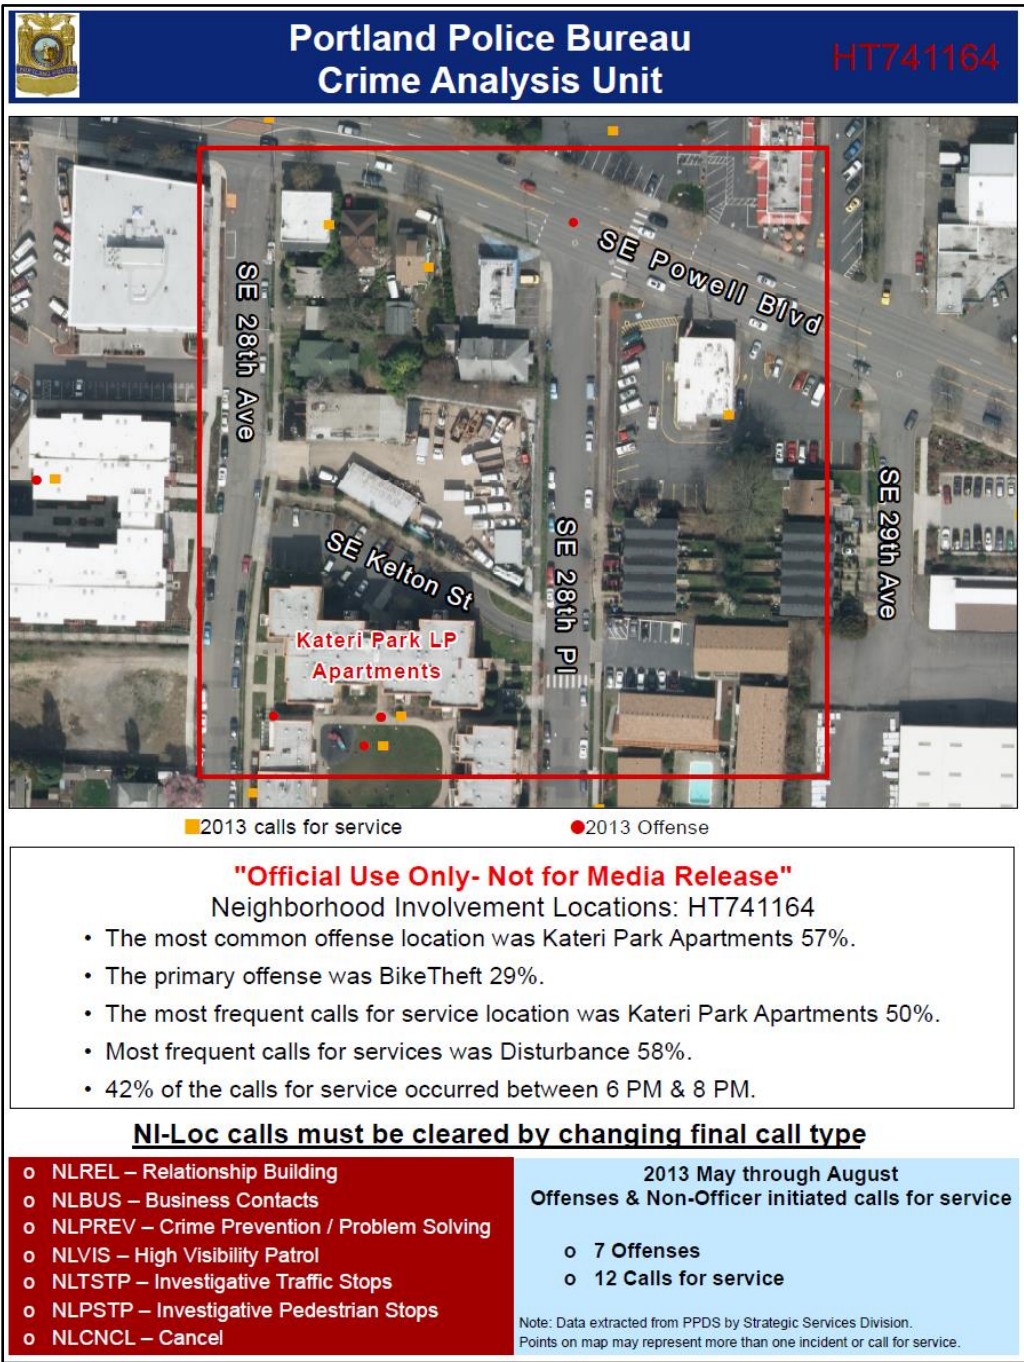 Portland Police Bureau
Crime Analysis Unit
HT741164
PORTLAND POLICE
SE Powell Blvd
SE 28th Ave
SE 29th Ave
SE Kelton St
SE 28th Pl
Kateri Park LP
Apartments
2013 calls for service
2013 Offense
"Official Use Only- Not for Media Release"
Neighborhood Involvement Locations: HT741164
• The most common offense location was Kateri Park Apartments 57%.
• The primary offense was BikeTheft 29%.
• The most frequent calls for service location was Kateri Park Apartments 50%.
• Most frequent calls for services was Disturbance 58%.
• 42% of the calls for service occurred between 6 PM & 8 PM.
NI-Loc calls must be cleared by changing final call type
o NLREL – Relationship Building
o NLBUS – Business Contacts
o NLPREV – Crime Prevention / Problem Solving
o NLVIS – High Visibility Patrol
o NLTSTP – Investigative Traffic Stops
o NLPSTP – Investigative Pedestrian Stops
o NLCNCL – Cancel
2013 May through August
Offenses & Non-Officer initiated calls for service
o 7 Offenses
o 12 Calls for service
Note: Data extracted from PPDS by Strategic Services Division.
Points on map may represent more than one incident or call for service.